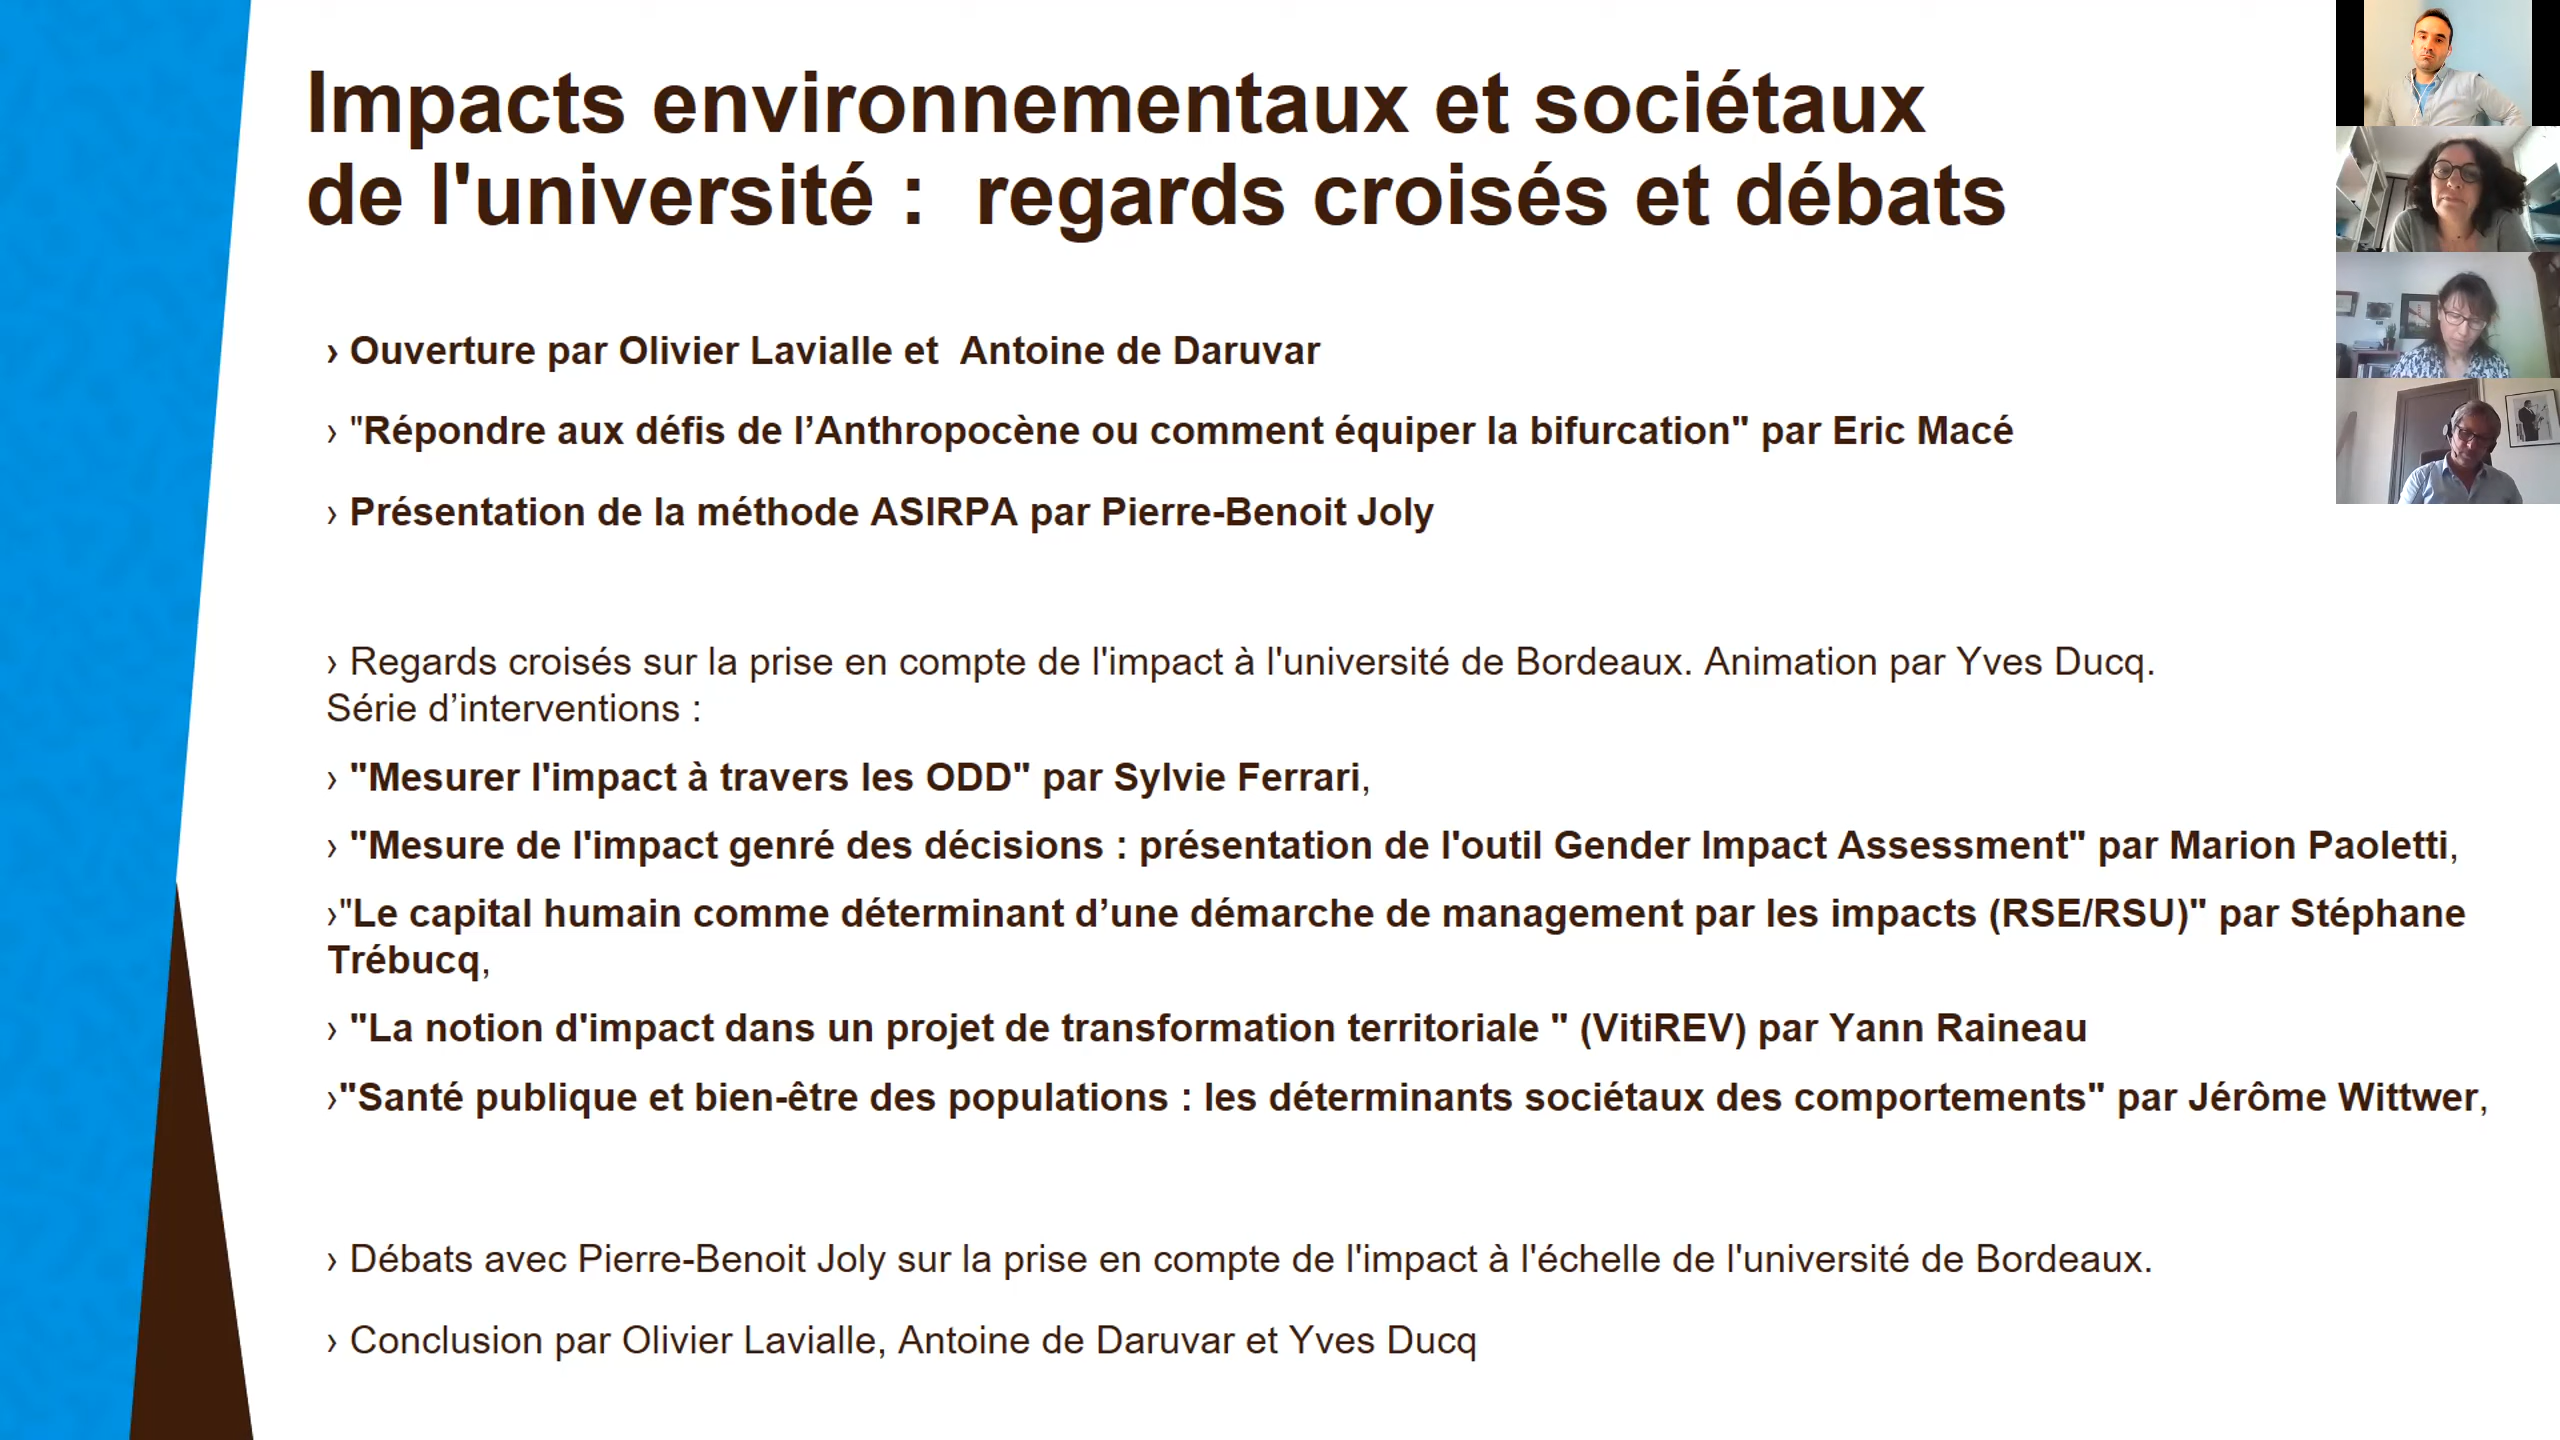 Impacts environnementaux et sociétaux
de l'université :  regards croisés et débats
› Ouverture par Olivier Lavialle et  Antoine de Daruvar
› "Répondre aux défis de l’Anthropocène ou comment équiper la bifurcation" par Eric Macé
› Présentation de la méthode ASIRPA par Pierre-Benoit Joly
› Regards croisés sur la prise en compte de l'impact à l'université de Bordeaux. Animation par Yves Ducq.
Série d’interventions :
› "Mesurer l'impact à travers les ODD" par Sylvie Ferrari,
› "Mesure de l'impact genré des décisions : présentation de l'outil Gender Impact Assessment" par Marion Paoletti,
›"Le capital humain comme déterminant d’une démarche de management par les impacts (RSE/RSU)" par Stéphane
Trébucq,
› "La notion d'impact dans un projet de transformation territoriale " (VitiREV) par Yann Raineau
›"Santé publique et bien-être des populations : les déterminants sociétaux des comportements" par Jérôme Wittwer,
› Débats avec Pierre-Benoit Joly sur la prise en compte de l'impact à l'échelle de l'université de Bordeaux.
› Conclusion par Olivier Lavialle, Antoine de Daruvar et Yves Ducq